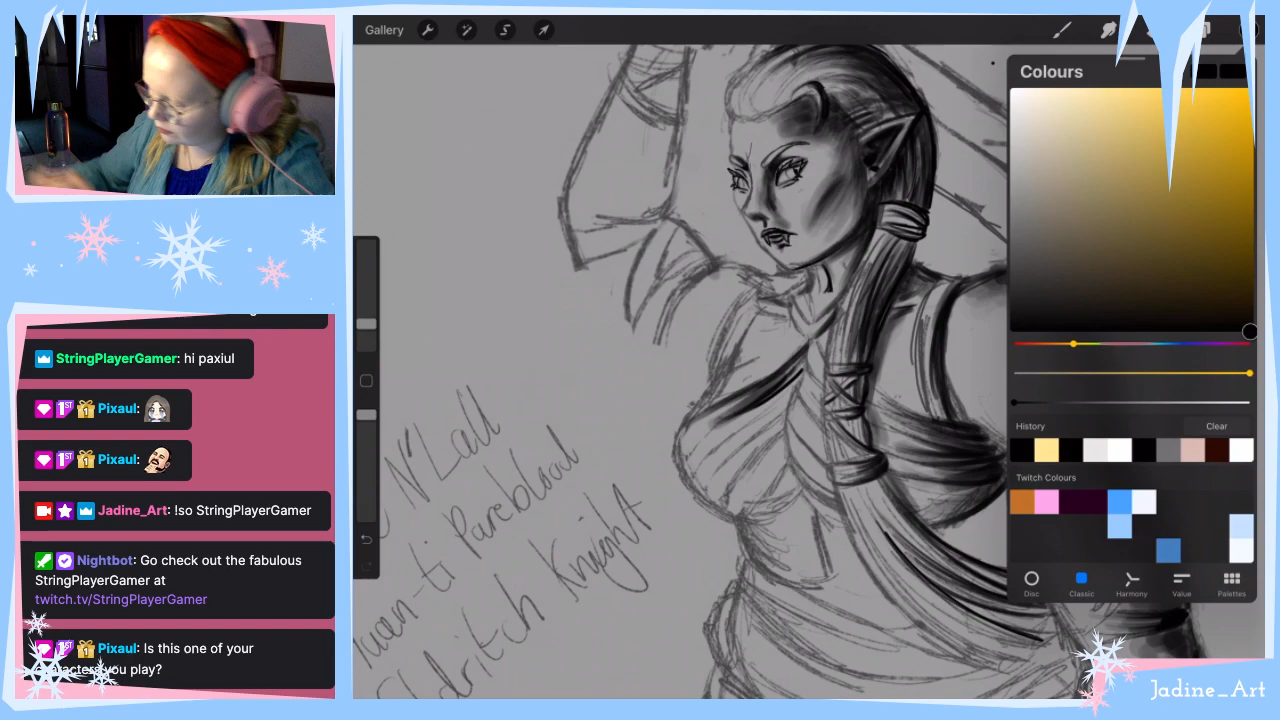 Gallery
Colours
StringPlayerGamer: hi paxiul
Pixaul:
Pixaul:
Jadine_Art: !so StringPlayerGamer
Nightbot: Go check out the fabulous
StringPlayerGamer at
twitch.tv/StringPlayerGamer
Pixaul: Is this one of your
characters you play?
N'Lall
Pureblood
Eldritch Knight
History
Clear
Twitch Colours
Disc
Classic
Harmony
Value
Palettes
Jadine_Art